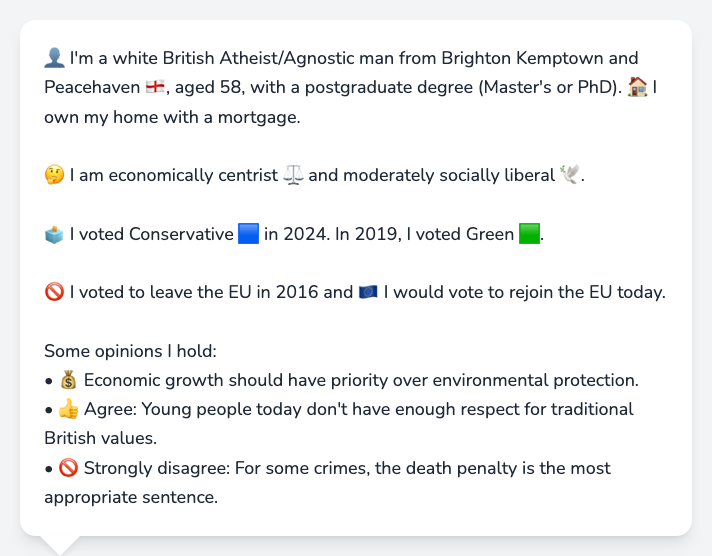 👤 I'm a white British Atheist/Agnostic man from Brighton Kemptown and
Peacehaven 🏴󠁧󠁢󠁥󠁮󠁧󠁿, aged 58, with a postgraduate degree (Master's or PhD). 🏠 I
own my home with a mortgage.
🤔 I am economically centrist ⚖️ and moderately socially liberal 🕊️.
🗳️ I voted Conservative 🟦 in 2024. In 2019, I voted Green 🟩.
🚫 I voted to leave the EU in 2016 and 🇪🇺 I would vote to rejoin the EU today.
Some opinions I hold:
• 💰 Economic growth should have priority over environmental protection.
• 👍 Agree: Young people today don't have enough respect for traditional
British values.
• 🚫 Strongly disagree: For some crimes, the death penalty is the most
appropriate sentence.